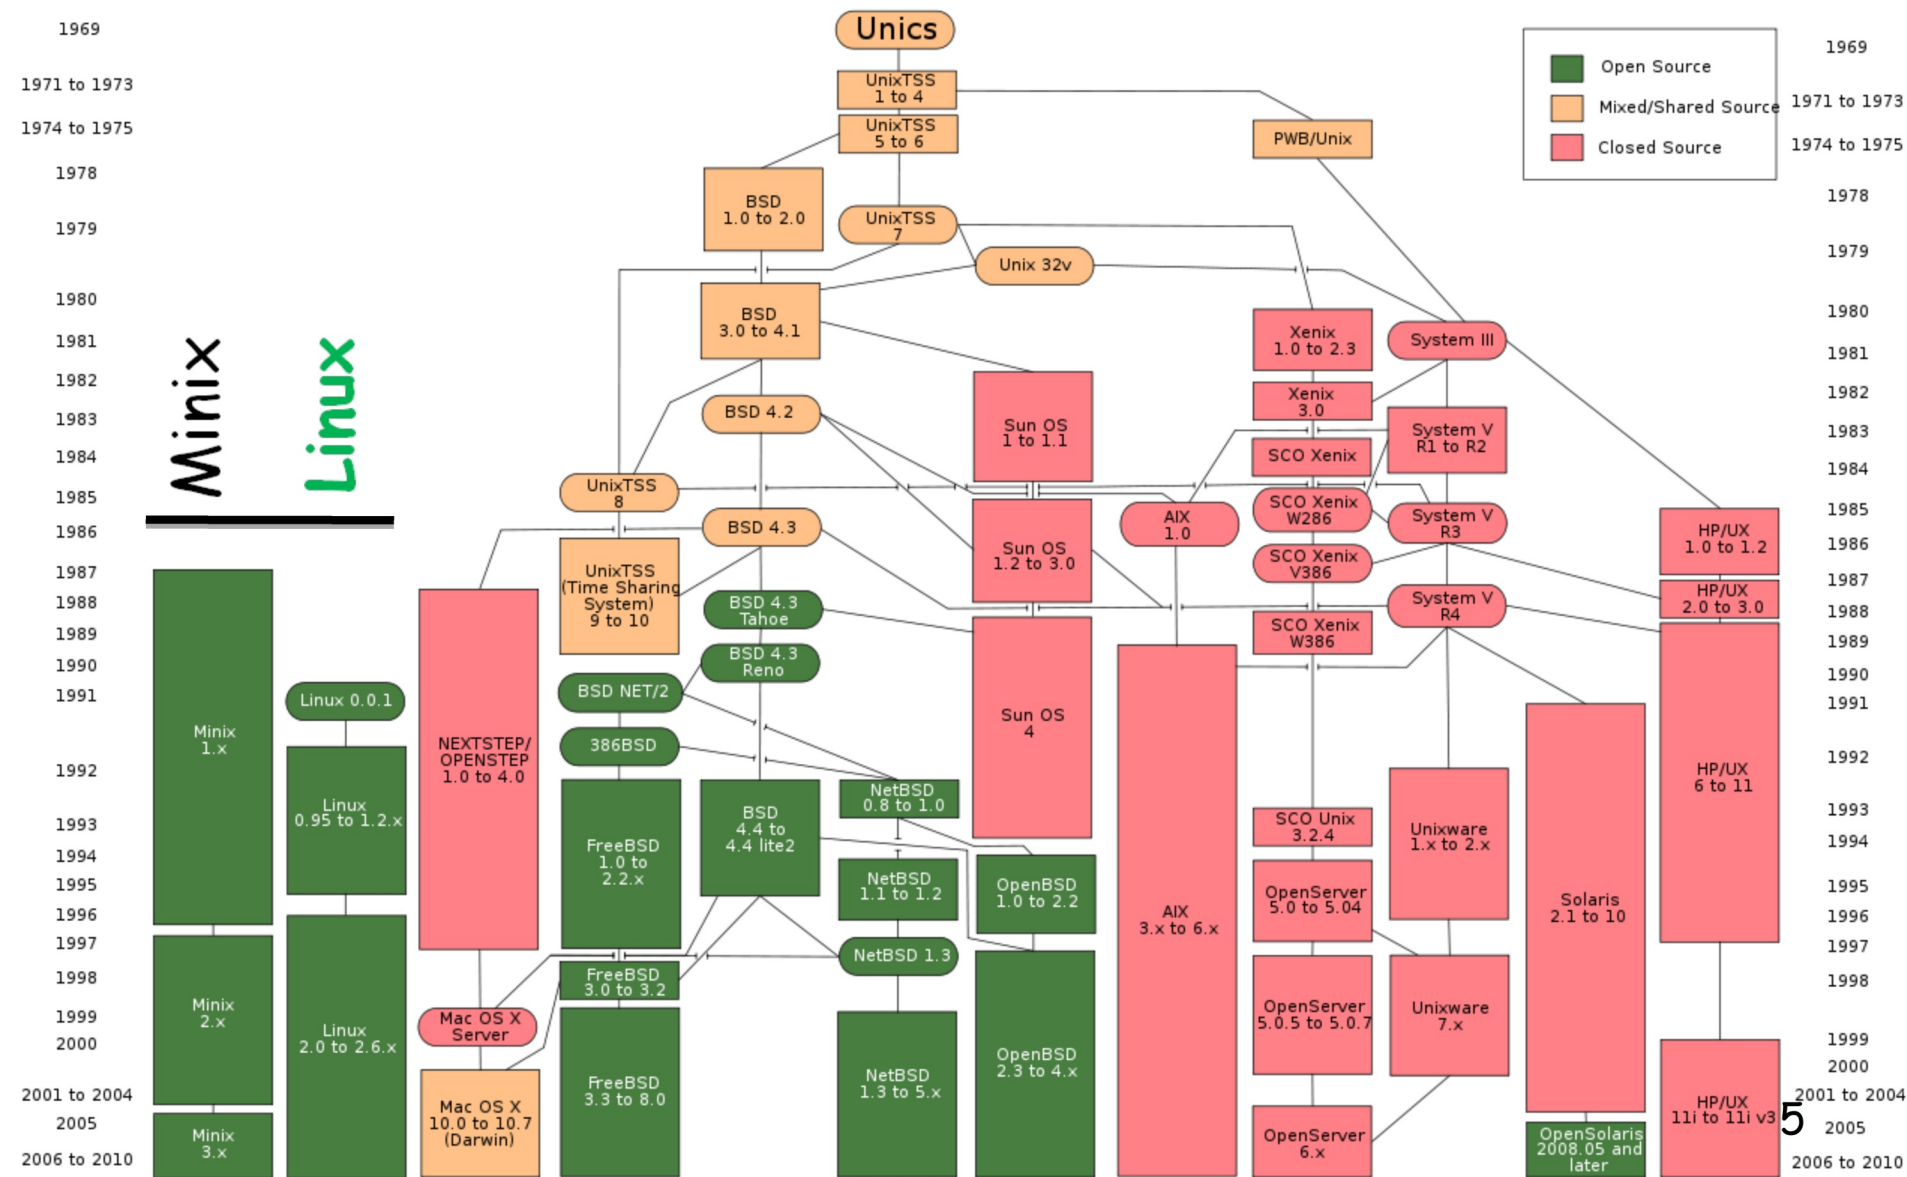 Unics
1969
1971 to 1973
1974 to 1975
1978
1979
1980
1981
1982
1983
1984
1985
1986
1987
1988
1989
1990
1991
1992
1993
1994
1995
1996
1997
1998
1999
2000
2001 to 2004
2005
2006 to 2010
Minix
Linux
Minix
1.x
Minix
2.x
Minix
3.x
Linux 0.0.1
Linux
0.95 to 1.2.x
Linux
2.0 to 2.6.x
NEXTSTEP/
OPENSTEP
1.0 to 4.0
Mac OS X
Server
Mac OS X
10.0 to 10.7
(Darwin)
UnixTSS
8
UnixTSS
(Time Sharing
System)
9 to 10
BSD NET/2
386BSD
FreeBSD
1.0 to
2.2.x
FreeBSD
3.0 to 3.2
FreeBSD
3.3 to 8.0
BSD
1.0 to 2.0
BSD
3.0 to 4.1
BSD 4.2
BSD 4.3
BSD 4.3
Tahoe
BSD 4.3
Reno
BSD
4.4 to
4.4 lite2
UnixTSS
1 to 4
UnixTSS
5 to 6
UnixTSS
7
NetBSD
0.8 to 1.0
NetBSD
1.1 to 1.2
NetBSD 1.3
NetBSD
1.3 to 5.x
Unix 32v
Sun OS
1 to 1.1
Sun OS
1.2 to 3.0
Sun OS
4
OpenBSD
1.0 to 2.2
OpenBSD
2.3 to 4.x
AIX
1.0
AIX
3.x to 6.x
PWB/Unix
Xenix
1.0 to 2.3
Xenix
3.0
SCO Xenix
SCO Xenix
W286
SCO Xenix
V386
SCO Xenix
W386
SCO Unix
3.2.4
OpenServer
5.0 to 5.04
OpenServer
5.0.5 to 5.0.7
OpenServer
6.x
System III
System V
R1 to R2
System V
R3
System V
R4
Unixware
1.x to 2.x
Unixware
7.x
Solaris
2.1 to 10
OpenSolaris
2008.05 and
later
HP/UX
1.0 to 1.2
HP/UX
2.0 to 3.0
HP/UX
6 to 11
HP/UX
11i to 11i v3
Open Source
Mixed/Shared Source
Closed Source
1969
1971 to 1973
1974 to 1975
1978
1979
1980
1981
1982
1983
1984
1985
1986
1987
1988
1989
1990
1991
1992
1993
1994
1995
1996
1997
1998
1999
2000
2001 to 2004
2005
2006 to 2010
5